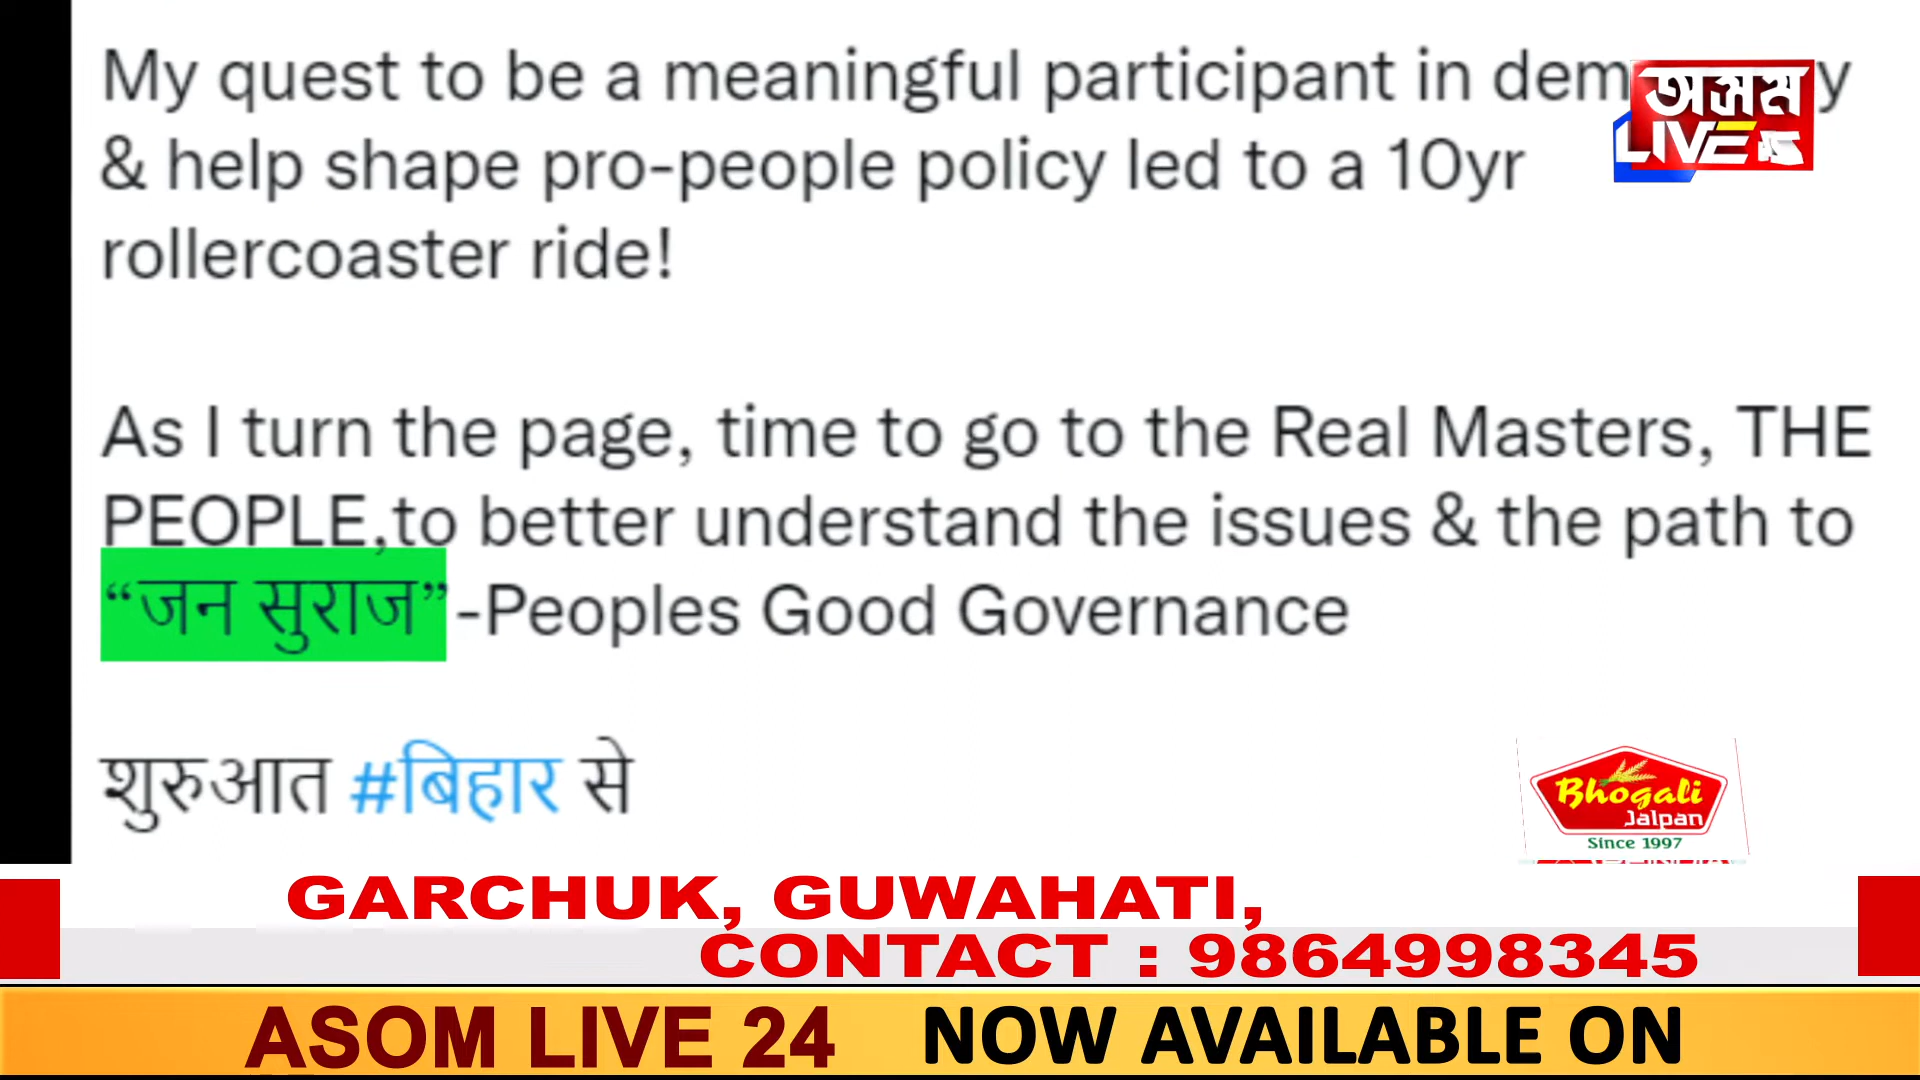 My quest to be a meaningful participant in dem y
& help shape pro-people policy led to a 10yr
rollercoaster ride!
As I turn the page, time to go to the Real Masters, THE
PEOPLE,to better understand the issues & the path to
“जन सुराज” -Peoples Good Governance
शुरुआत #बिहार से
অসম
LIVE 24
Bhogali
Jalpan
Since 1997
GARCHUK, GUWAHATI,
CONTACT : 9864998345
ASOM LIVE 24 NOW AVAILABLE ON